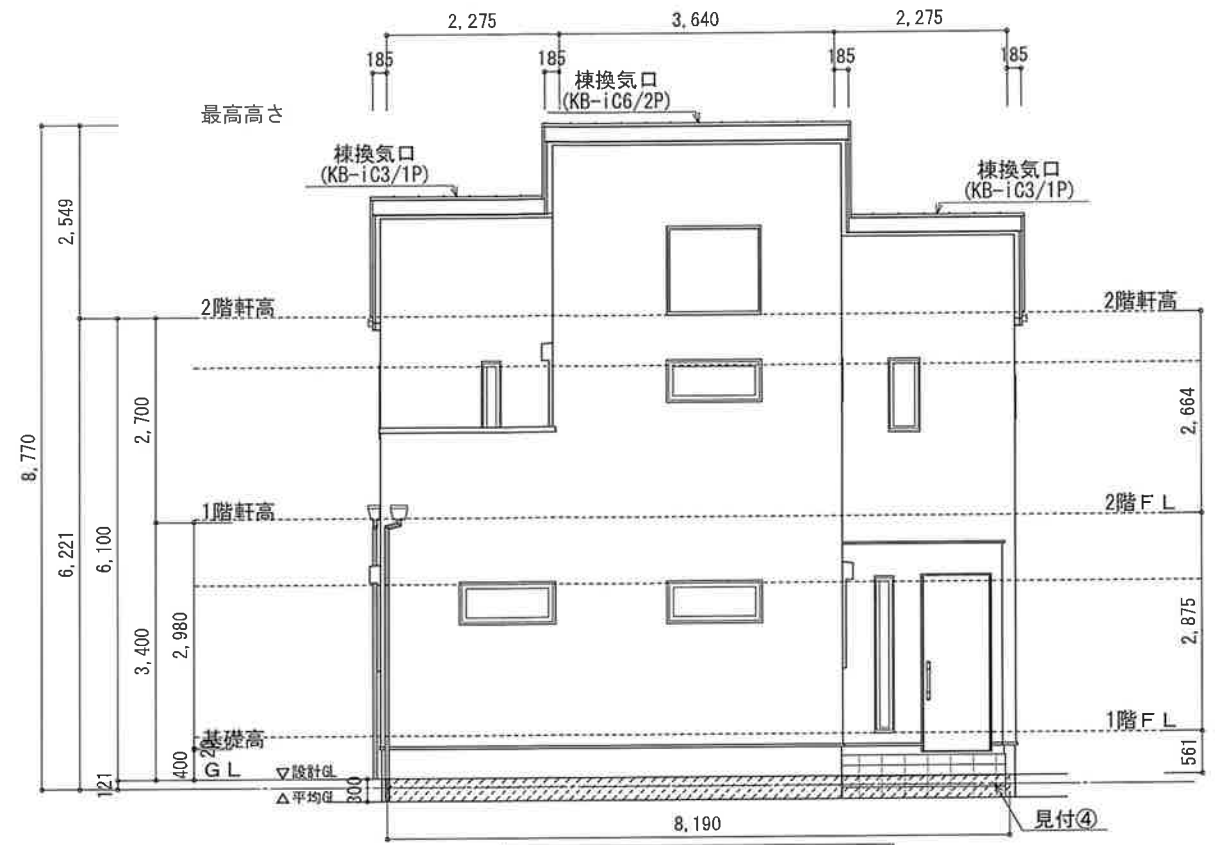 2,275
3,640
2,275
185
185
185
185
棟換気口
(KB-iC6/2P)
最高高さ
棟換気口
(KB-iC3/1P)
棟換気口
(KB-iC3/1P)
2,549
2階軒高
2階軒高
2,700
2,664
8,770
1階軒高
2階FL
6,221
6,100
3,400
2,980
2,875
基礎高
1階FL
20
400
GL
▽設計GL
561
121
△平均GL
300
見付④
8,190